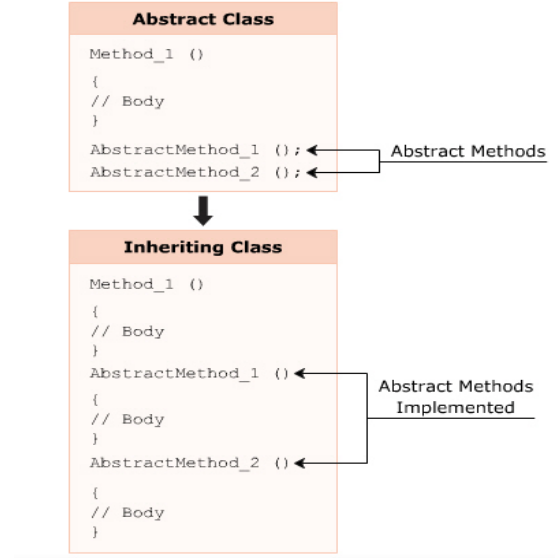 Abstract Class
Method_1 ()
{
// Body
}
AbstractMethod_1 ();
Abstract Methods
AbstractMethod_2 ();
Inheriting Class
Method_1 ()
{
// Body
}
AbstractMethod_1 ()
Abstract Methods
Implemented
{
// Body
}
AbstractMethod_2 ()
{
// Body
}